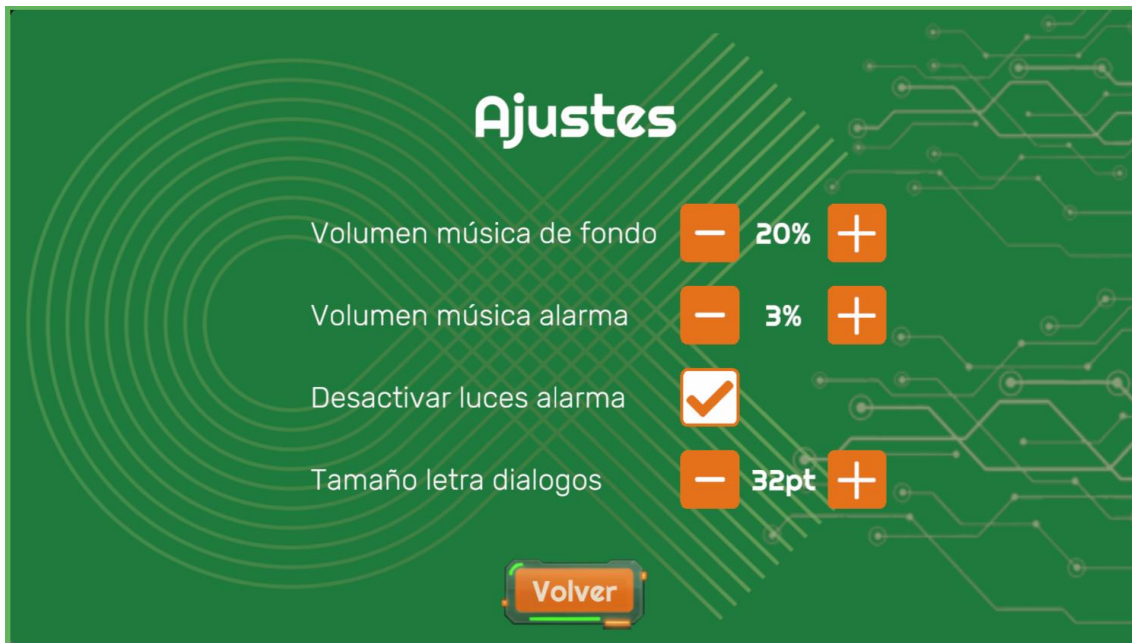 Ajustes
Volumen música de fondo - 20% +
Volumen música alarma - 3% +
Desactivar luces alarma
Tamaño letra dialogos - 32pt +
Volver